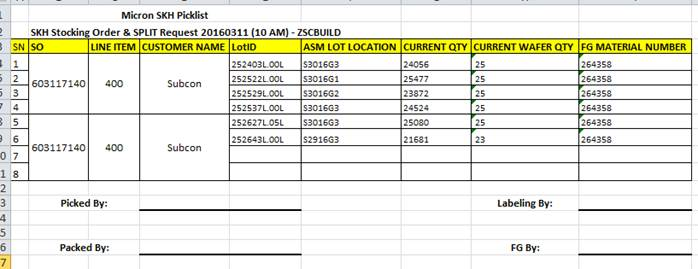 Micron SKH Picklist
SKH Stocking Order & SPLIT Request 20160311 (10 AM) - ZSCBUILD
SN SO LINE ITEM CUSTOMER NAME LotID ASM LOT LOCATION CURRENT QTY CURRENT WAFER QTY FG MATERIAL NUMBER
1 603117140 400 Subcon 252403L.00L S3016G3 24056 25 264358
2 252522L.00L S3016G1 25477 25 264358
3 252529L.00L S3016G2 23872 25 264358
4 252537L.00L S3016G3 24524 25 264358
5 603117140 400 Subcon 252627L.05L S3016G3 25080 25 264358
6 252643L.00L S2916G3 21681 23 264358
7
8
Picked By: Labeling By:
Packed By: FG By: